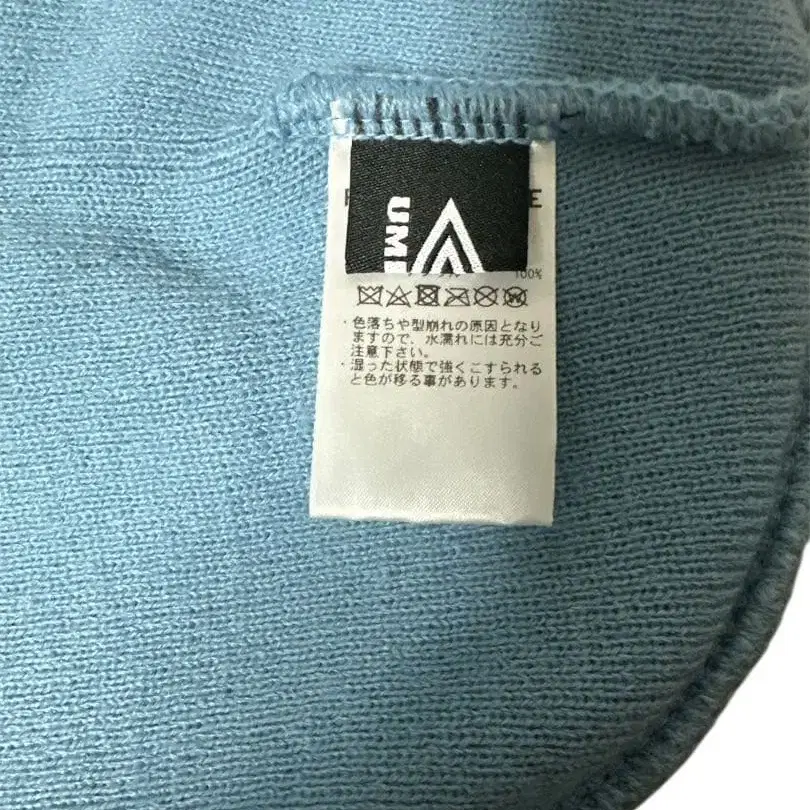 UM
100%
・色落ちや型崩れの原因となり
ますので、水濡れには充分ご
注意下さい。
・湿った状態で強くこすられる
と色が移る事があります。